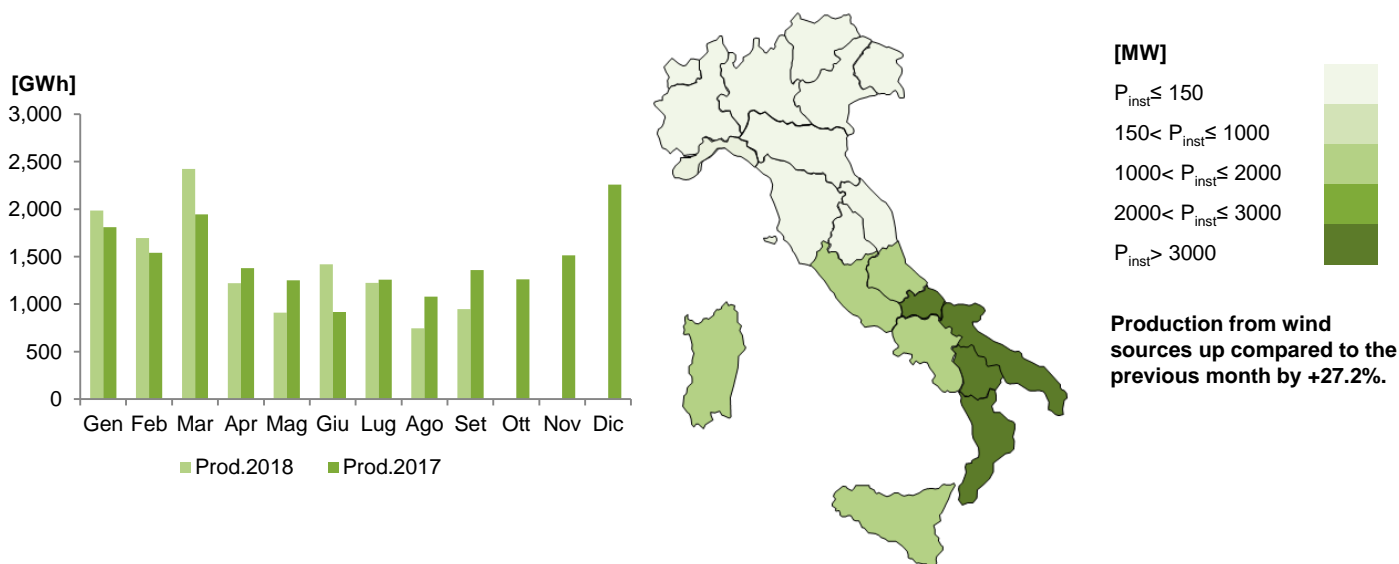 [GWh]
3,000
2,500
2,000
1,500
1,000
500
0
Gen Feb Mar Apr Mag Giu Lug Ago Set Ott Nov Dic
Prod.2018 Prod.2017
[MW]
Pinst≤ 150
150< Pinst≤ 1000
1000< Pinst≤ 2000
2000< Pinst≤ 3000
Pinst> 3000
Production from wind
sources up compared to the
previous month by +27.2%.